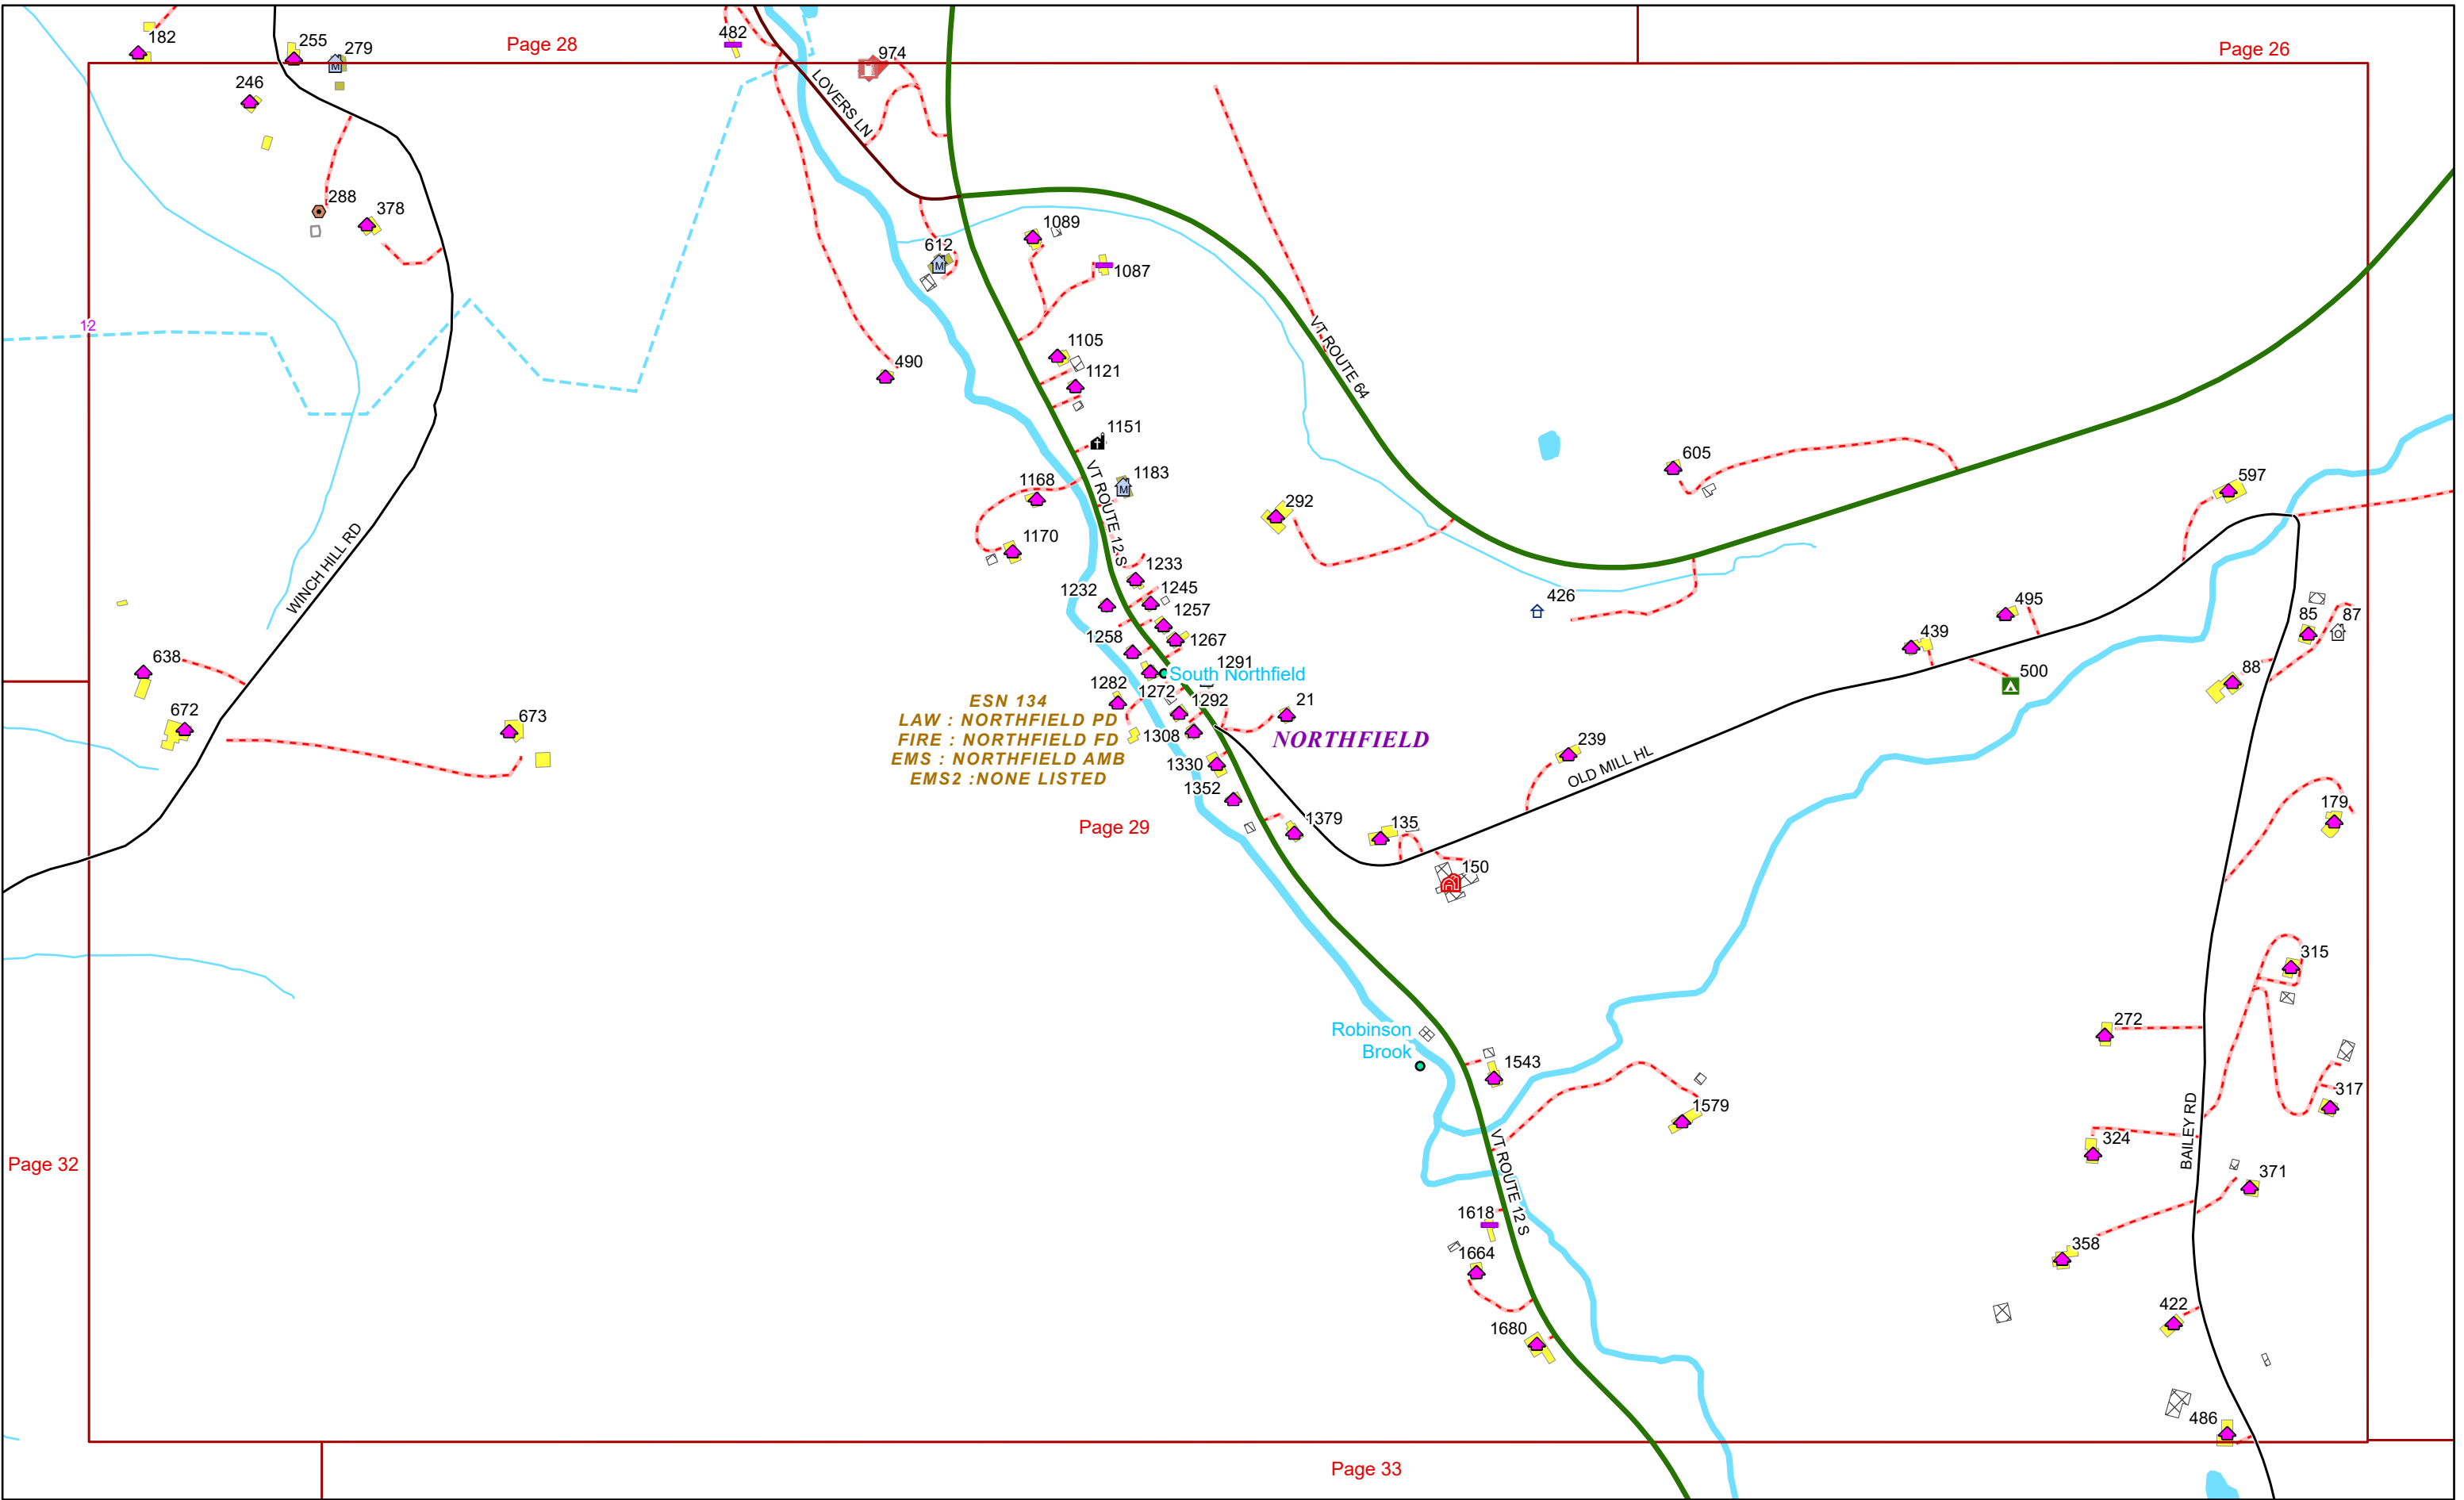 182
255
279
Page 28
482
974
Page 26
246
LOVERS LN
288
378
1089
612
1087
12
1105
490
1121
VT ROUTE 64
1151
605
1168
1183
597
292
VT ROUTE 12 S
1170
WINCH HILL RD
1233
1232
1245
426
495
85
87
1257
1258
1267
439
638
1291
South Northfield
500
88
1282
1272
1292
21
ESN 134
LAW : NORTHFIELD PD
FIRE : NORTHFIELD FD
EMS : NORTHFIELD AMB
EMS2 :NONE LISTED
672
673
1308
NORTHFIELD
239
1330
OLD MILL HL
1352
179
Page 29
1379
135
150
315
272
Robinson
Brook
1543
317
1579
324
BAILEY RD
Page 32
371
VT ROUTE 12 S
1618
1664
358
422
1680
486
Page 33
M
M
M
O